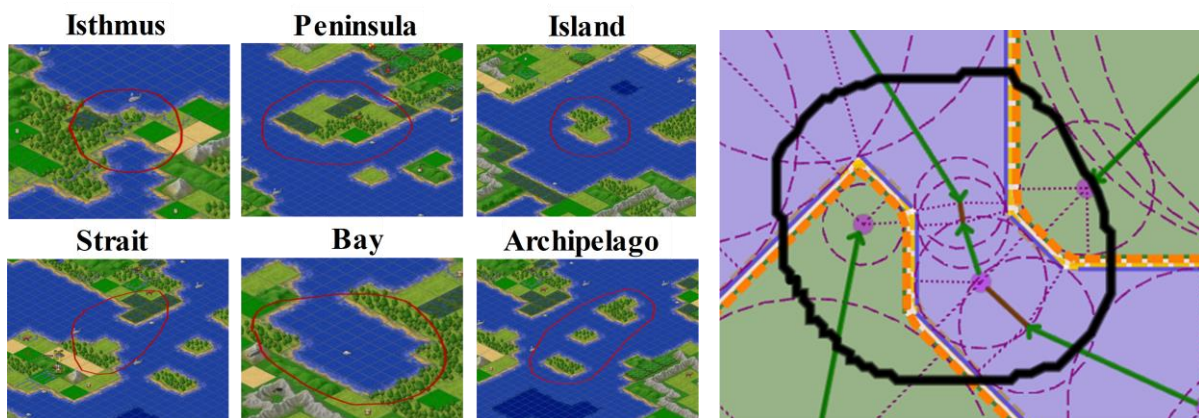 Isthmus
Peninsula
Island
Strait
Bay
Archipelago